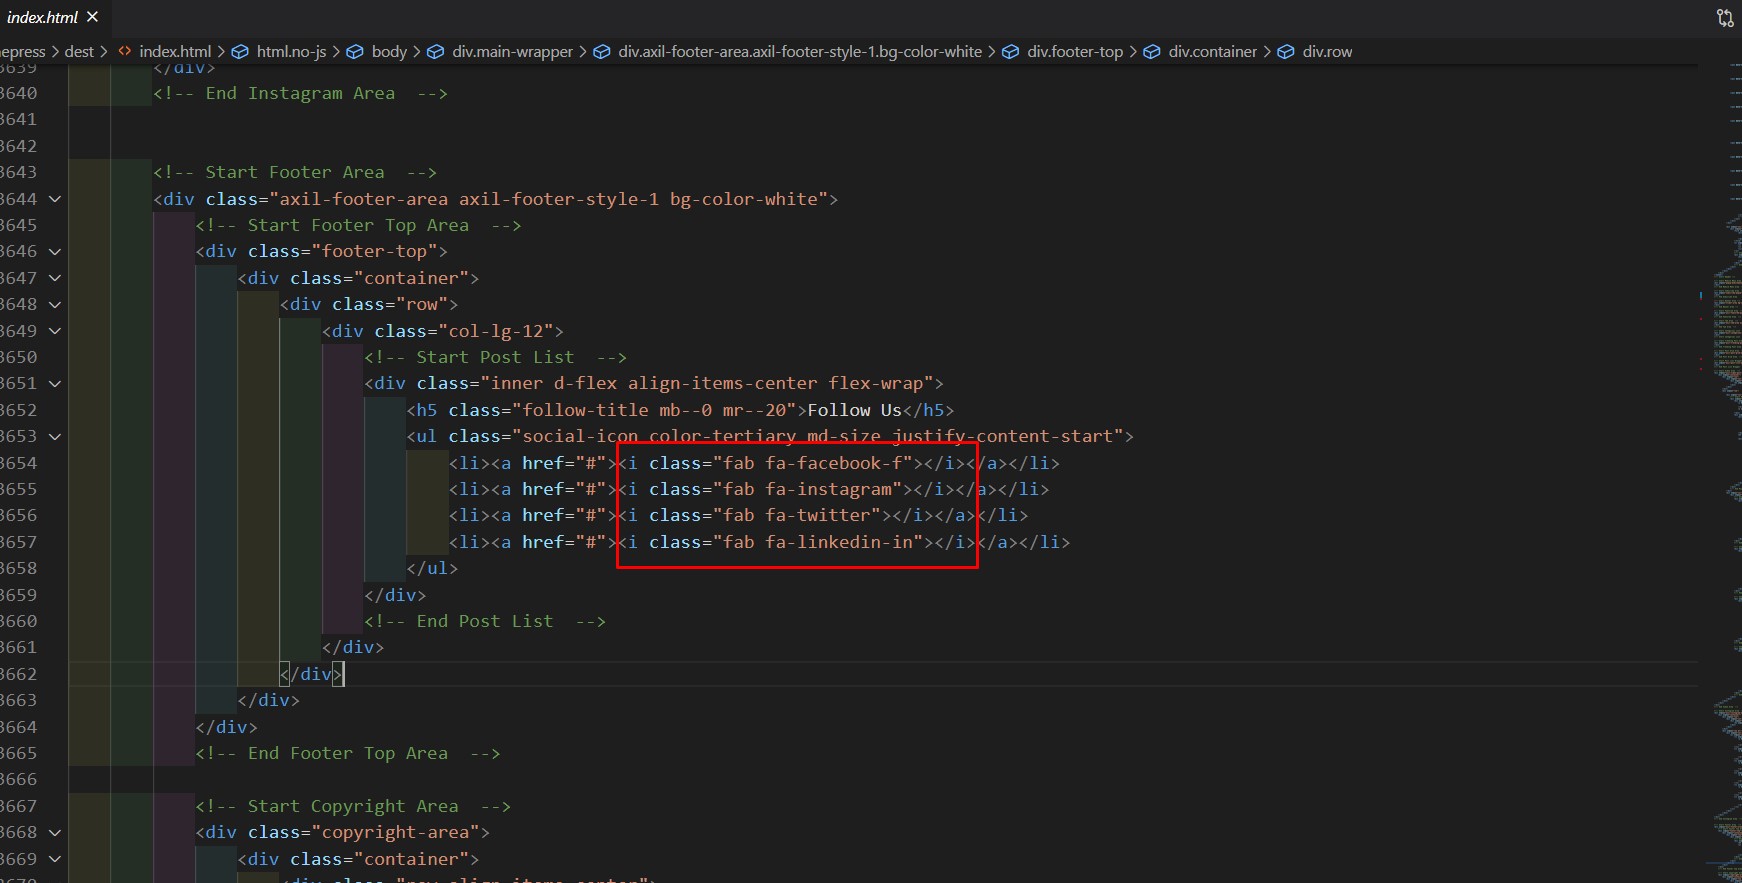 index.html ×
epress > dest > <> index.html > html.no-js > body > div.main-wrapper > div.axil-footer-area.axil-footer-style-1.bg-color-white > div.footer-top > div.container > div.row
3639 </div>
3640 <!-- End Instagram Area  -->
3641
3642
3643 <!-- Start Footer Area  -->
3644 <div class="axil-footer-area axil-footer-style-1 bg-color-white">
3645 <!-- Start Footer Top Area  -->
3646 <div class="footer-top">
3647 <div class="container">
3648 <div class="row">
3649 <div class="col-lg-12">
3650 <!-- Start Post List  -->
3651 <div class="inner d-flex align-items-center flex-wrap">
3652 <h5 class="follow-title mb--0 mr--20">Follow Us</h5>
3653 <ul class="social-icon color-tertiary md-size justify-content-start">
3654 <li><a href="#"><i class="fab fa-facebook-f"></i></a></li>
3655 <li><a href="#"><i class="fab fa-instagram"></i></a></li>
3656 <li><a href="#"><i class="fab fa-twitter"></i></a></li>
3657 <li><a href="#"><i class="fab fa-linkedin-in"></i></a></li>
3658 </ul>
3659 </div>
3660 <!-- End Post List  -->
3661 </div>
3662 </div>
3663 </div>
3664 </div>
3665 <!-- End Footer Top Area  -->
3666
3667 <!-- Start Copyright Area  -->
3668 <div class="copyright-area">
3669 <div class="container">
3670 <div class="row align-items-center">